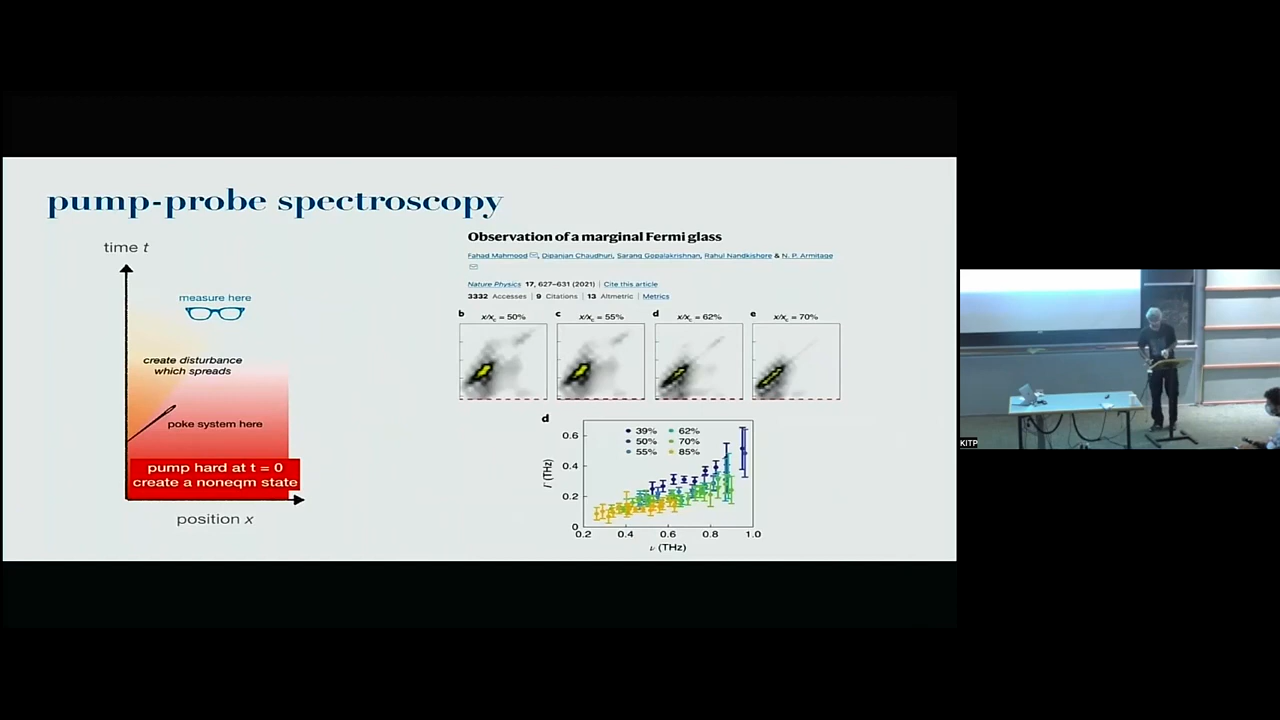 pump-probe spectroscopy
time t
measure here
create disturbance
which spreads
poke system here
pump hard at t = 0
create a noneqm state
position x
Observation of a marginal Fermi glass
Fahad Mahmood, Dipanjan Chaudhuri, Sarang Gopalakrishnan, Rahul Nandkishore & N. P. Armitage
Nature Physics 17, 627–631 (2021) | Cite this article
3332 Accesses | 9 Citations | 13 Altmetric | Metrics
b x/xc = 50% c x/xc = 55% d x/xc = 62% e x/xc = 70%
d
39% 62%
50% 70%
55% 85%
Γ (THz)
0.6
0.4
0.2
0
0.2 0.4 0.6 0.8 1.0
ν (THz)
KITP